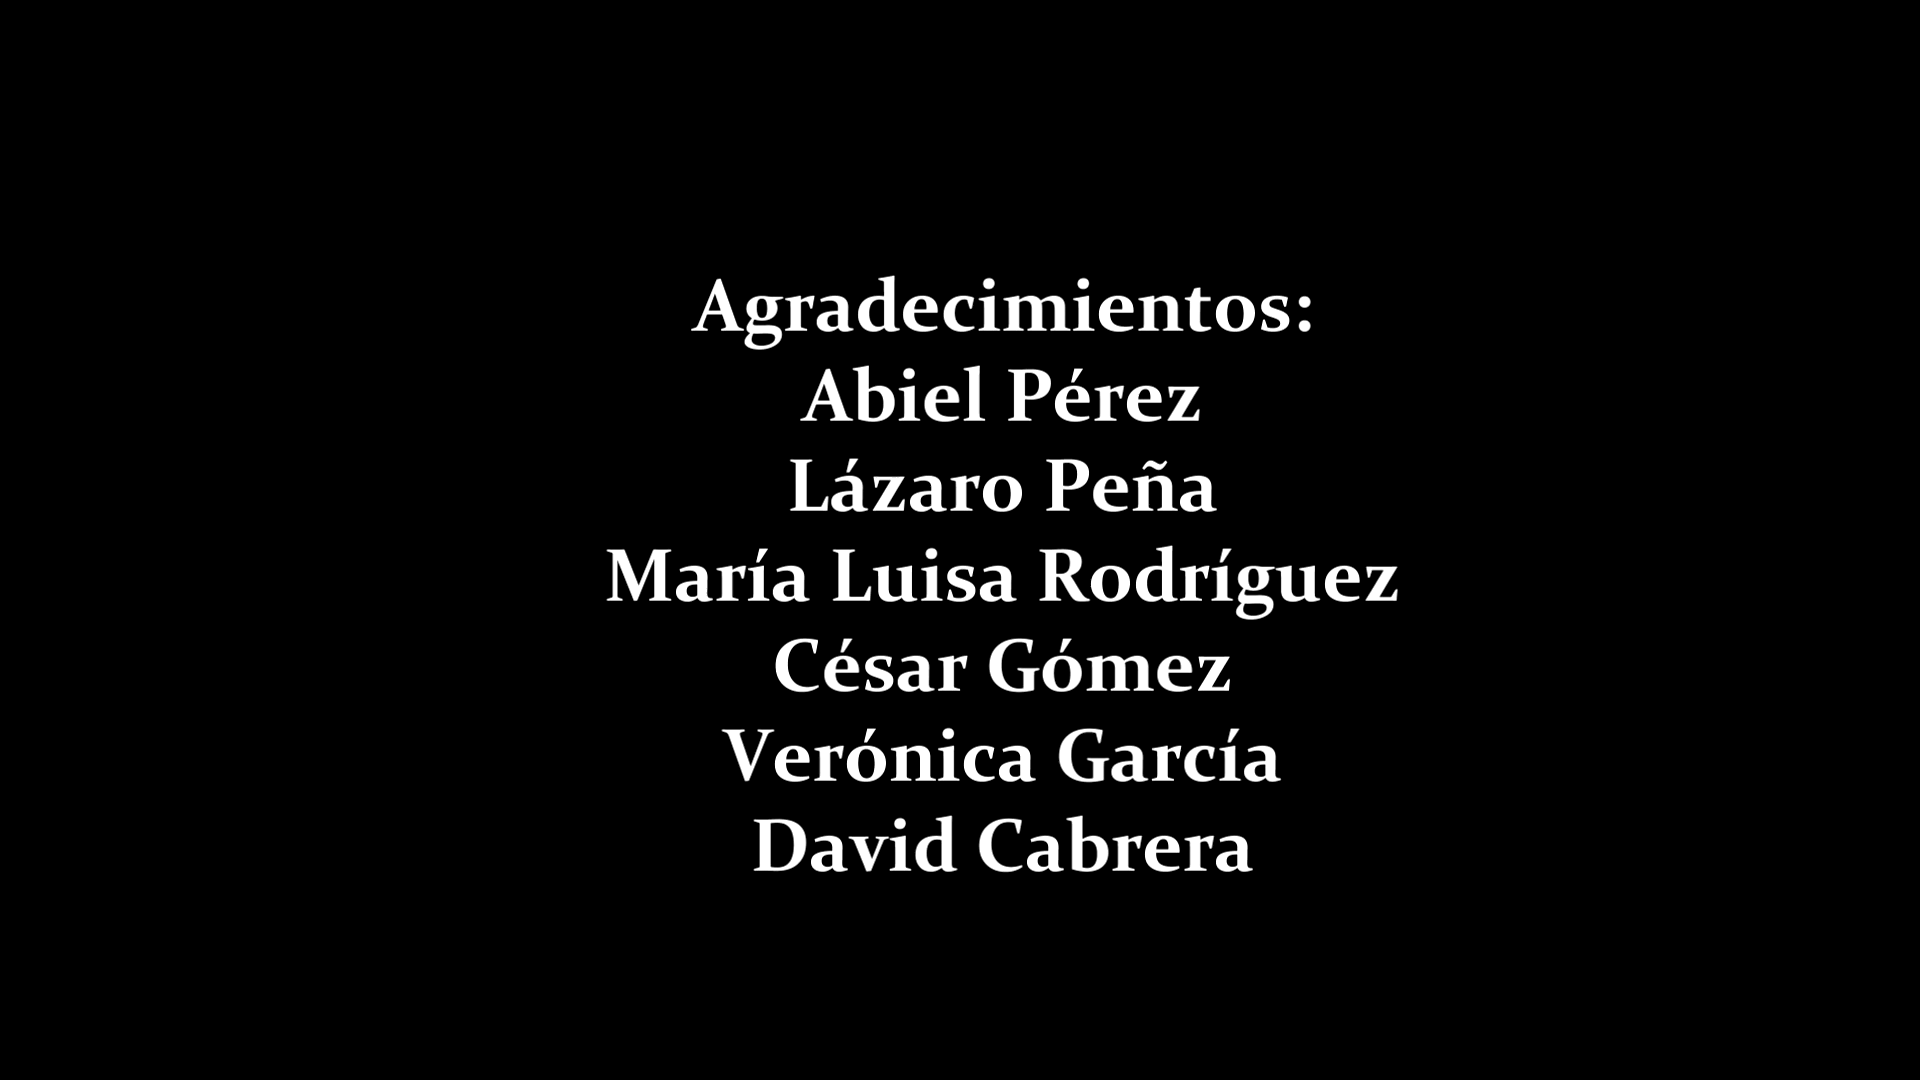 Agradecimientos:
Abiel Pérez
Lázaro Peña
María Luisa Rodríguez
César Gómez
Verónica García
David Cabrera